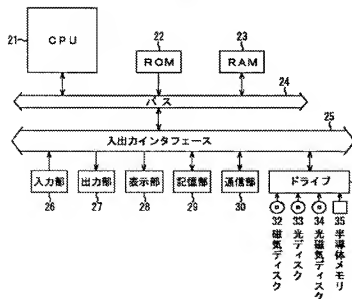 21
CPU
22
ROM
23
RAM
24
バス
25
入出力インタフェース
入力部
出力部
表示部
記憶部
通信部
ドライブ
26
27
28
29
30
32 磁気ディスク
33 光ディスク
34 光磁気ディスク
35 半導体メモリ